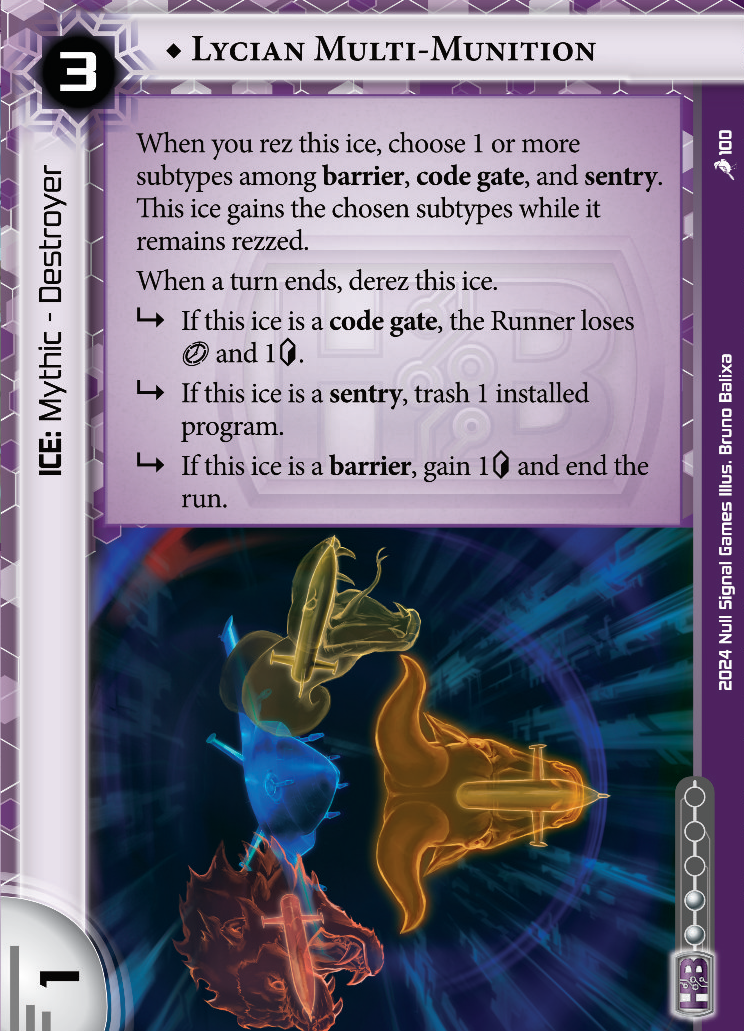 3
◆ Lycian Multi-Munition
ICE: Mythic - Destroyer
When you rez this ice, choose 1 or more
subtypes among barrier, code gate, and sentry.
This ice gains the chosen subtypes while it
remains rezzed.
When a turn ends, derez this ice.
↳ If this ice is a code gate, the Runner loses
and 1.
↳ If this ice is a sentry, trash 1 installed
program.
↳ If this ice is a barrier, gain 1 and end the
run.
1
100
2024 Null Signal Games Illus. Bruno Balixa
HB